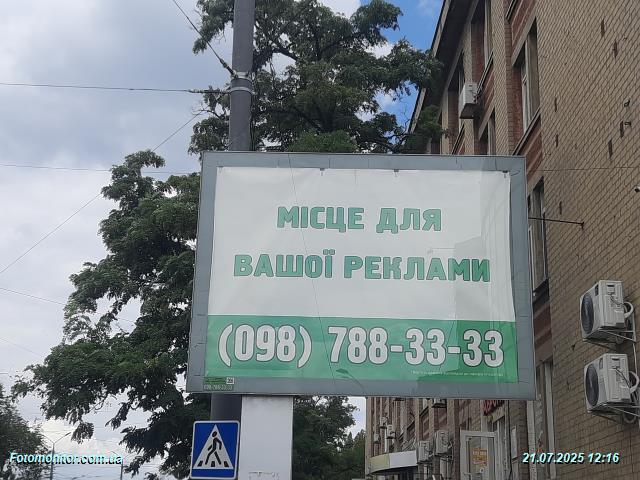 МІСЦЕ ДЛЯ
ВАШОЇ РЕКЛАМИ
(098) 788-33-33
Fotomonitor.com.ua
21.07.2025 12:16